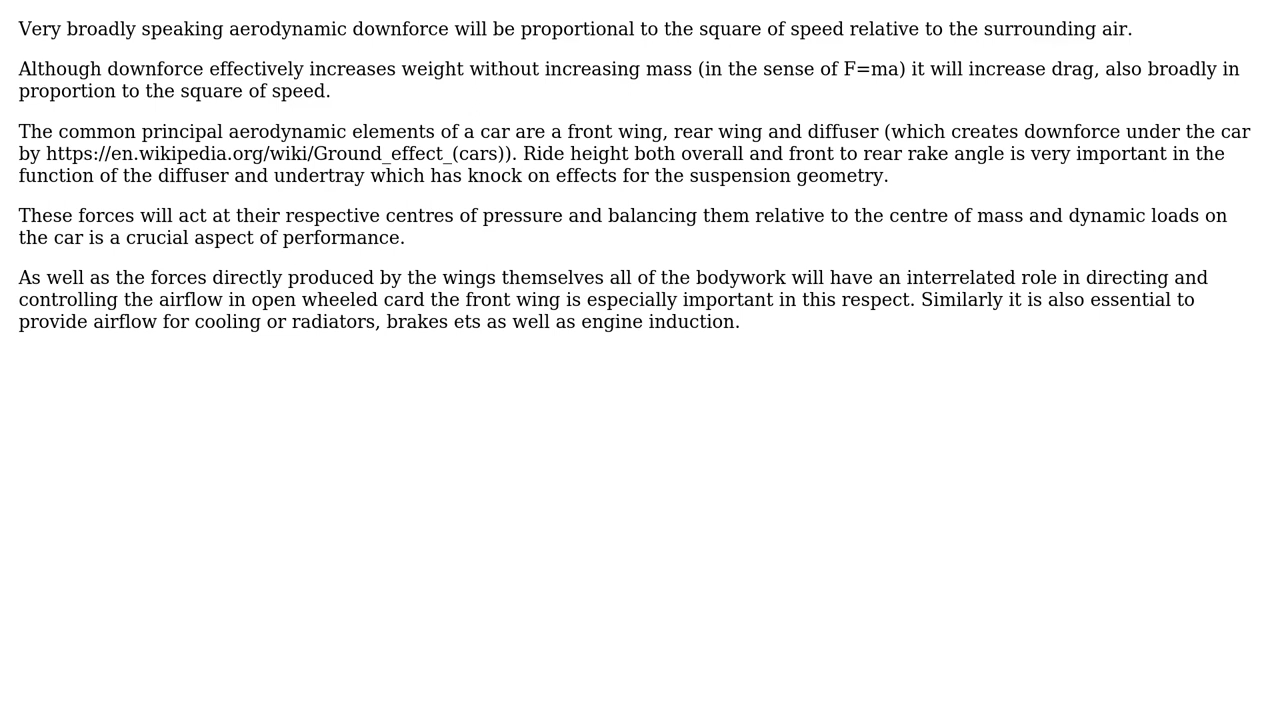 Very broadly speaking aerodynamic downforce will be proportional to the square of speed relative to the surrounding air.
Although downforce effectively increases weight without increasing mass (in the sense of F=ma) it will increase drag, also broadly in
proportion to the square of speed.
The common principal aerodynamic elements of a car are a front wing, rear wing and diffuser (which creates downforce under the car
by https://en.wikipedia.org/wiki/Ground_effect_(cars)). Ride height both overall and front to rear rake angle is very important in the
function of the diffuser and undertray which has knock on effects for the suspension geometry.
These forces will act at their respective centres of pressure and balancing them relative to the centre of mass and dynamic loads on
the car is a crucial aspect of performance.
As well as the forces directly produced by the wings themselves all of the bodywork will have an interrelated role in directing and
controlling the airflow in open wheeled card the front wing is especially important in this respect. Similarly it is also essential to
provide airflow for cooling or radiators, brakes ets as well as engine induction.